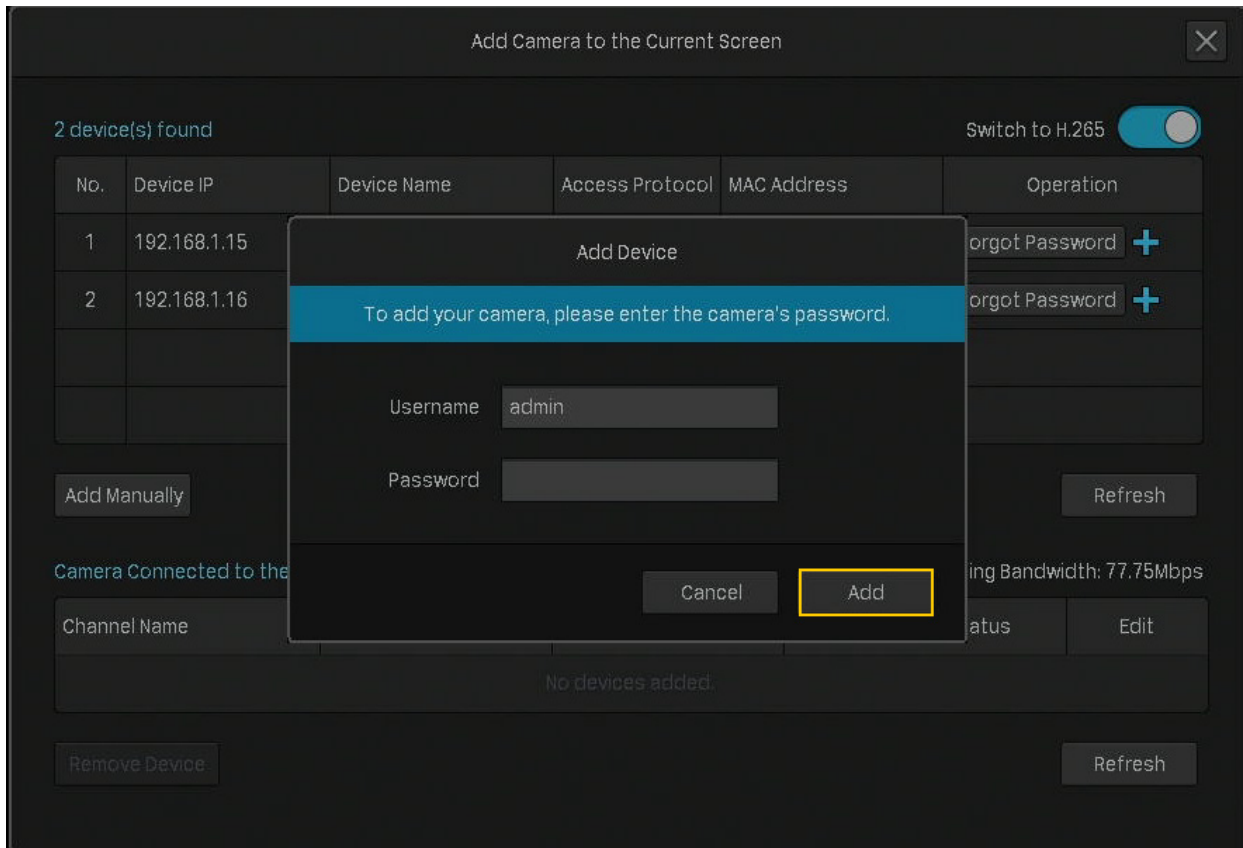 Add Camera to the Current Screen
2 device(s) found
Switch to H.265
No. Device IP Device Name Access Protocol MAC Address Operation
1 192.168.1.15 orgot Password
2 192.168.1.16 orgot Password
Add Device
To add your camera, please enter the camera's password.
Username admin
Password
Cancel Add
Add Manually Refresh
Camera Connected to the ing Bandwidth: 77.75Mbps
Channel Name atus Edit
No devices added.
Remove Device Refresh